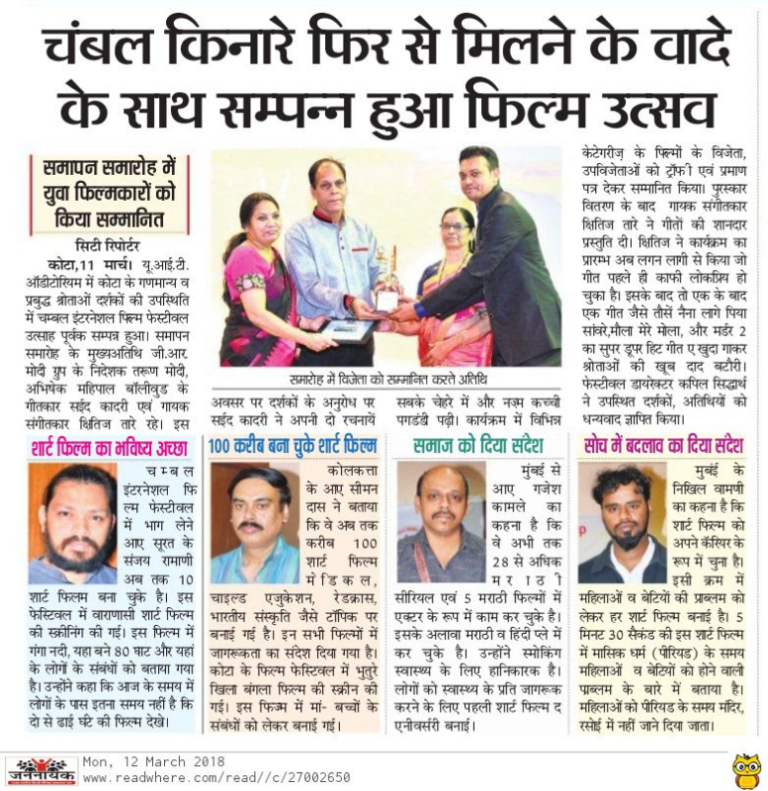 चंबल किनारे फिर से मिलने के वादे
के साथ सम्पन्न हुआ फिल्म उत्सव
समापन समारोह में
युवा फिल्मकारों को
किया सम्मानित
सिटी रिपोर्टर
कोटा,11 मार्च। यू.आई.टी.
ऑडीटोरियम में कोटा के गणमान्य व
प्रबुद्ध श्रोताओं दर्शकों की उपस्थिति
में चम्बल इंटरनेशल फिल्म फेस्टीवल
उत्साह पूर्वक सम्पन्न हुआ। समापन
समारोह के मुख्यअतिथि जी.आर.
मोदी ग्रुप के निदेशक तरूण मोदी,
अभिषेक महिपाल बॉलीवुड के
गीतकार सईद कादरी एवं गायक
संगीतकार क्षितिज तारे रहे। इस
समारोह में विजेता को सम्मानित करते अतिथि
अवसर पर दर्शकों के अनुरोध पर
सईद कादरी ने अपनी दो रचनायें
सबके चेहरे में और नज़्म कच्ची
पगडंडी पढ़ी। कार्यक्रम में विभिन्न
केटेगरीज़ के फिल्मों के विजेता,
उपविजेताओं को ट्रॉफी एवं प्रमाण
पत्र देकर सम्मानित किया। पुरस्कार
वितरण के बाद गायक संगीतकार
क्षितिज तारे ने गीतों की शानदार
प्रस्तुति दी। क्षितिज ने कार्यक्रम का
प्रारम्भ अब लगन लागी से किया जो
गीत पहले ही काफी लोकप्रिय हो
चुका है। इसके बाद तो एक के बाद
एक गीत जैसे तौसें नैना लागे पिया
सांवरे,मौला मेरे मोला, और मर्डर 2
का सुपर डूपर हिट गीत ए खुदा गाकर
श्रोताओं की खूब दाद बटौरी।
फेस्टीवल डायरेक्टर कपिल सिद्धार्थ
ने उपस्थित दर्शकों, अतिथियों को
धन्यवाद ज्ञापित किया।
शार्ट फिल्म का भविष्य अच्छा
चम्बल
इंटरनेशल फि
ल्म फेस्टीवल
में भाग लेने
आए सूरत के
संजय रामाणी
अब तक 10
शार्ट फिलम बना चुके है। इस
फेस्टिवल में वाराणासी शार्ट फिल्म
की स्क्रीनिंग की गई। इस फिल्म में
गंगा नदी, यहा बने 80 घाट और यहा
के लोगों के संबंधों को बताया गया
है। उन्होंने कहा कि आज के समय में
लोगों के पास इतना समय नहीं है कि
दो से ढाई घंटे की फिल्म देखे।
100 करीब बना चुके शार्ट फिल्म
कोलकत्ता
के आए सीमन
दास ने बताया
कि वे अब तक
करीब 100
शार्ट फिल्म
मेडिकल,
चाइल्ड एजुकेशन, रेडक्रास,
भारतीय संस्कृति जैसे टॉपिक पर
बनाई गई है। इन सभी फिल्मों में
जागरूकता का संदेश दिया गया है।
कोटा के फिल्म फेस्टिवल में भुतुरे
खिला बंगला फिल्म की स्क्रीन की
गई। इस फिज्म में मां- बच्चों के
संबंधों को लेकर बनाई गई।
समाज को दिया संदेश
मुंबई से
आए गजेश
कामले का
कहना है कि
वे अभी तक
28 से अधिक
मराठी
सीरियल एवं 5 मराठी फिल्मों में
एक्टर के रूप में काम कर चुके है।
इसके अलावा मराठी व हिंदी प्ले में
कर चुके है। उन्होंने स्मोकिंग
स्वास्थ्य के लिए हानिकारक है।
लोगों को स्वास्थ्य के प्रति जागरूक
करने के लिए पहली शार्ट फिल्म द
एनीवर्सरी बनाई।
सोच में बदलाव का दिया संदेश
मुबंई के
निखिल वामणी
का कहना है कि
शार्ट फिल्म को
अपने कॅरियर के
रूप में चुना है।
इसी क्रम में
महिलाओं व बेटियों की प्राब्लम को
लेकर हर शार्ट फिल्म बनाई है। 5
मिनट 30 सैकंड की इस शार्ट फिल्म
में मासिक धर्म (पीरियड) के समय
महिलाओं व बेटियों को होने वाली
प्राब्लम के बारे में बताया है।
महिलाओं को पीरियड के समय मंदिर,
रसोई में नहीं जाने दिया जाता।
जननायक
Mon, 12 March 2018
www.readwhere.com/read//c/27002650